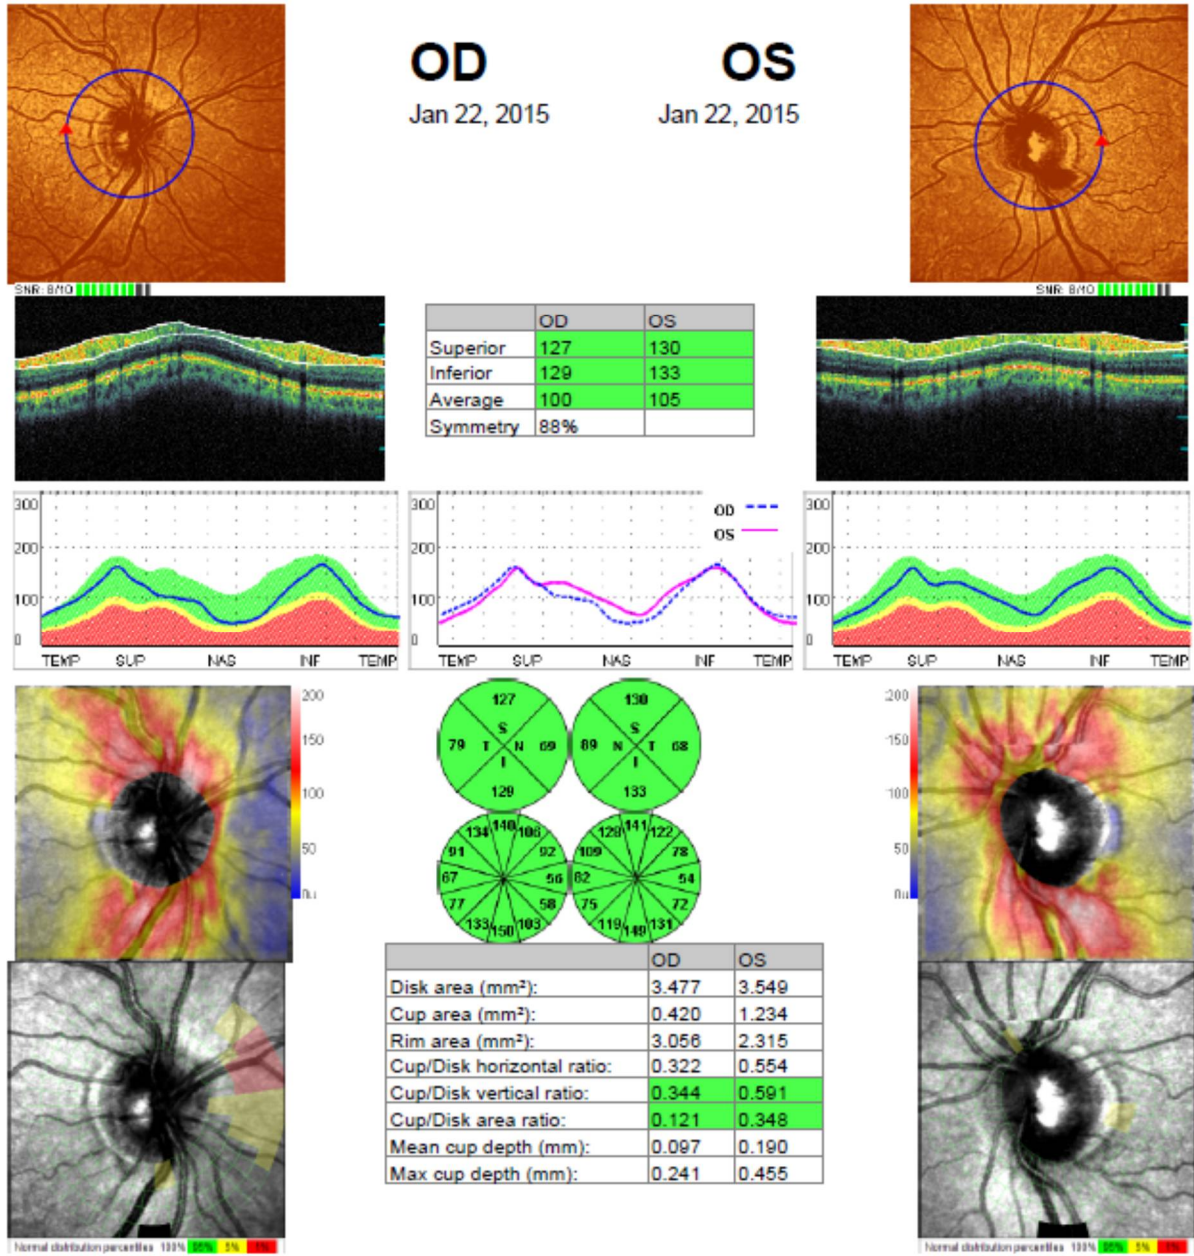 OD OS
Jan 22, 2015 Jan 22, 2015
SNR: 8/10 SNR: 8/10
OD OS
Superior 127 130
Inferior 129 133
Average 100 105
Symmetry 88%
300 300 300
OD
OS
200 200 200
100 100 100
0 0 0
TEMP SUP NAS INF TEMP TEMP SUP NAS INF TEMP TEMP SUP NAS INF TEMP
200 127 130 200
S S
150 79 T N 69 89 N T 68 150
I I
129 133
100 100
134 140 106 128 141 122
91 92 109 78
50 50
67 56 82 54
77 58 75 72
0µ 0µ
133 150 103 119 149 131
OD OS
Disk area (mm²): 3.477 3.549
Cup area (mm²): 0.420 1.234
Rim area (mm²): 3.056 2.315
Cup/Disk horizontal ratio: 0.322 0.554
Cup/Disk vertical ratio: 0.344 0.591
Cup/Disk area ratio: 0.121 0.348
Mean cup depth (mm): 0.097 0.190
Max cup depth (mm): 0.241 0.455
Normal distribution percentiles 100% 95% 5% 1% Normal distribution percentiles 100% 95% 5% 1%